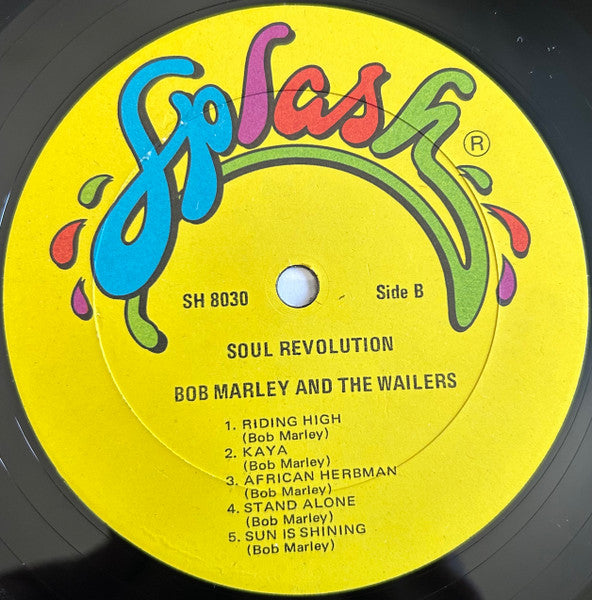 Splash ®
SH 8030 Side B
SOUL REVOLUTION
BOB MARLEY AND THE WAILERS
1. RIDING HIGH
(Bob Marley)
2. KAYA
(Bob Marley)
3. AFRICAN HERBMAN
(Bob Marley)
4. STAND ALONE
(Bob Marley)
5. SUN IS SHINING
(Bob Marley)